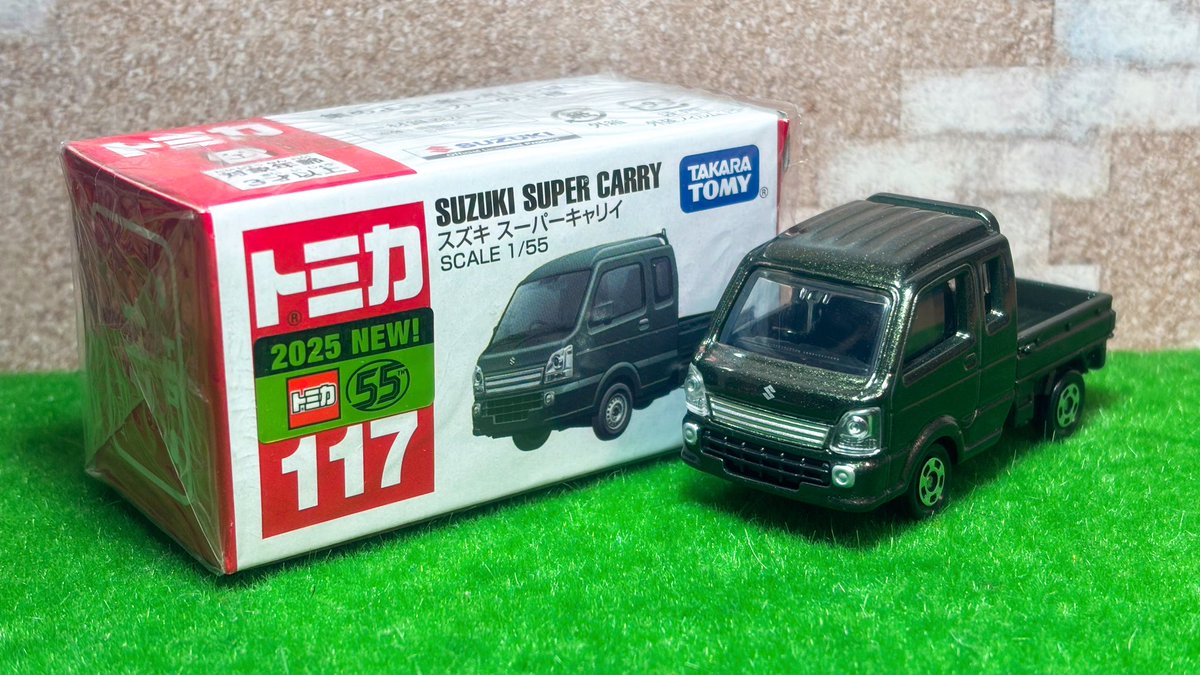 トミカ
SUZUKI
トミカ
®
2025 NEW!
トミカ 55™
117
SUZUKI SUPER CARRY
スズキ スーパーキャリイ
SCALE 1/55
TAKARA
TOMY®